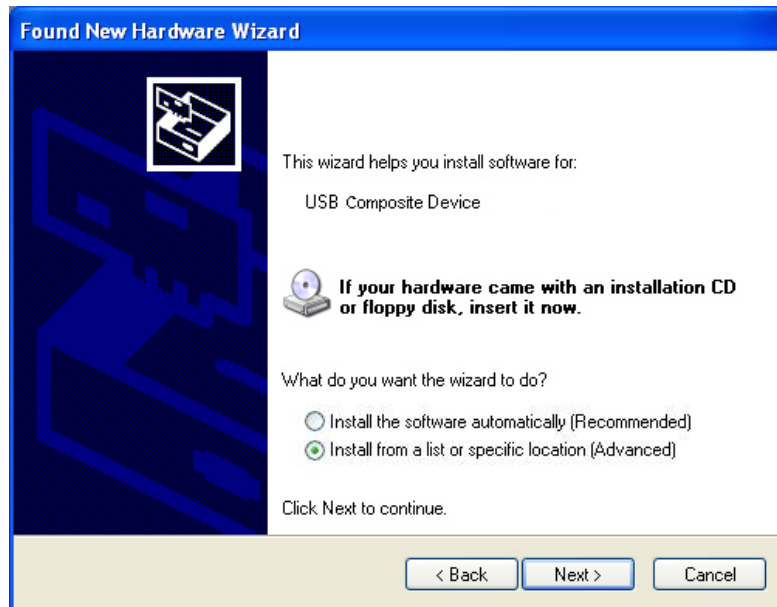 Found New Hardware Wizard
This wizard helps you install software for:
USB Composite Device
If your hardware came with an installation CD
or floppy disk, insert it now.
What do you want the wizard to do?
Install the software automatically (Recommended)
Install from a list or specific location (Advanced)
Click Next to continue.
< Back
Next >
Cancel